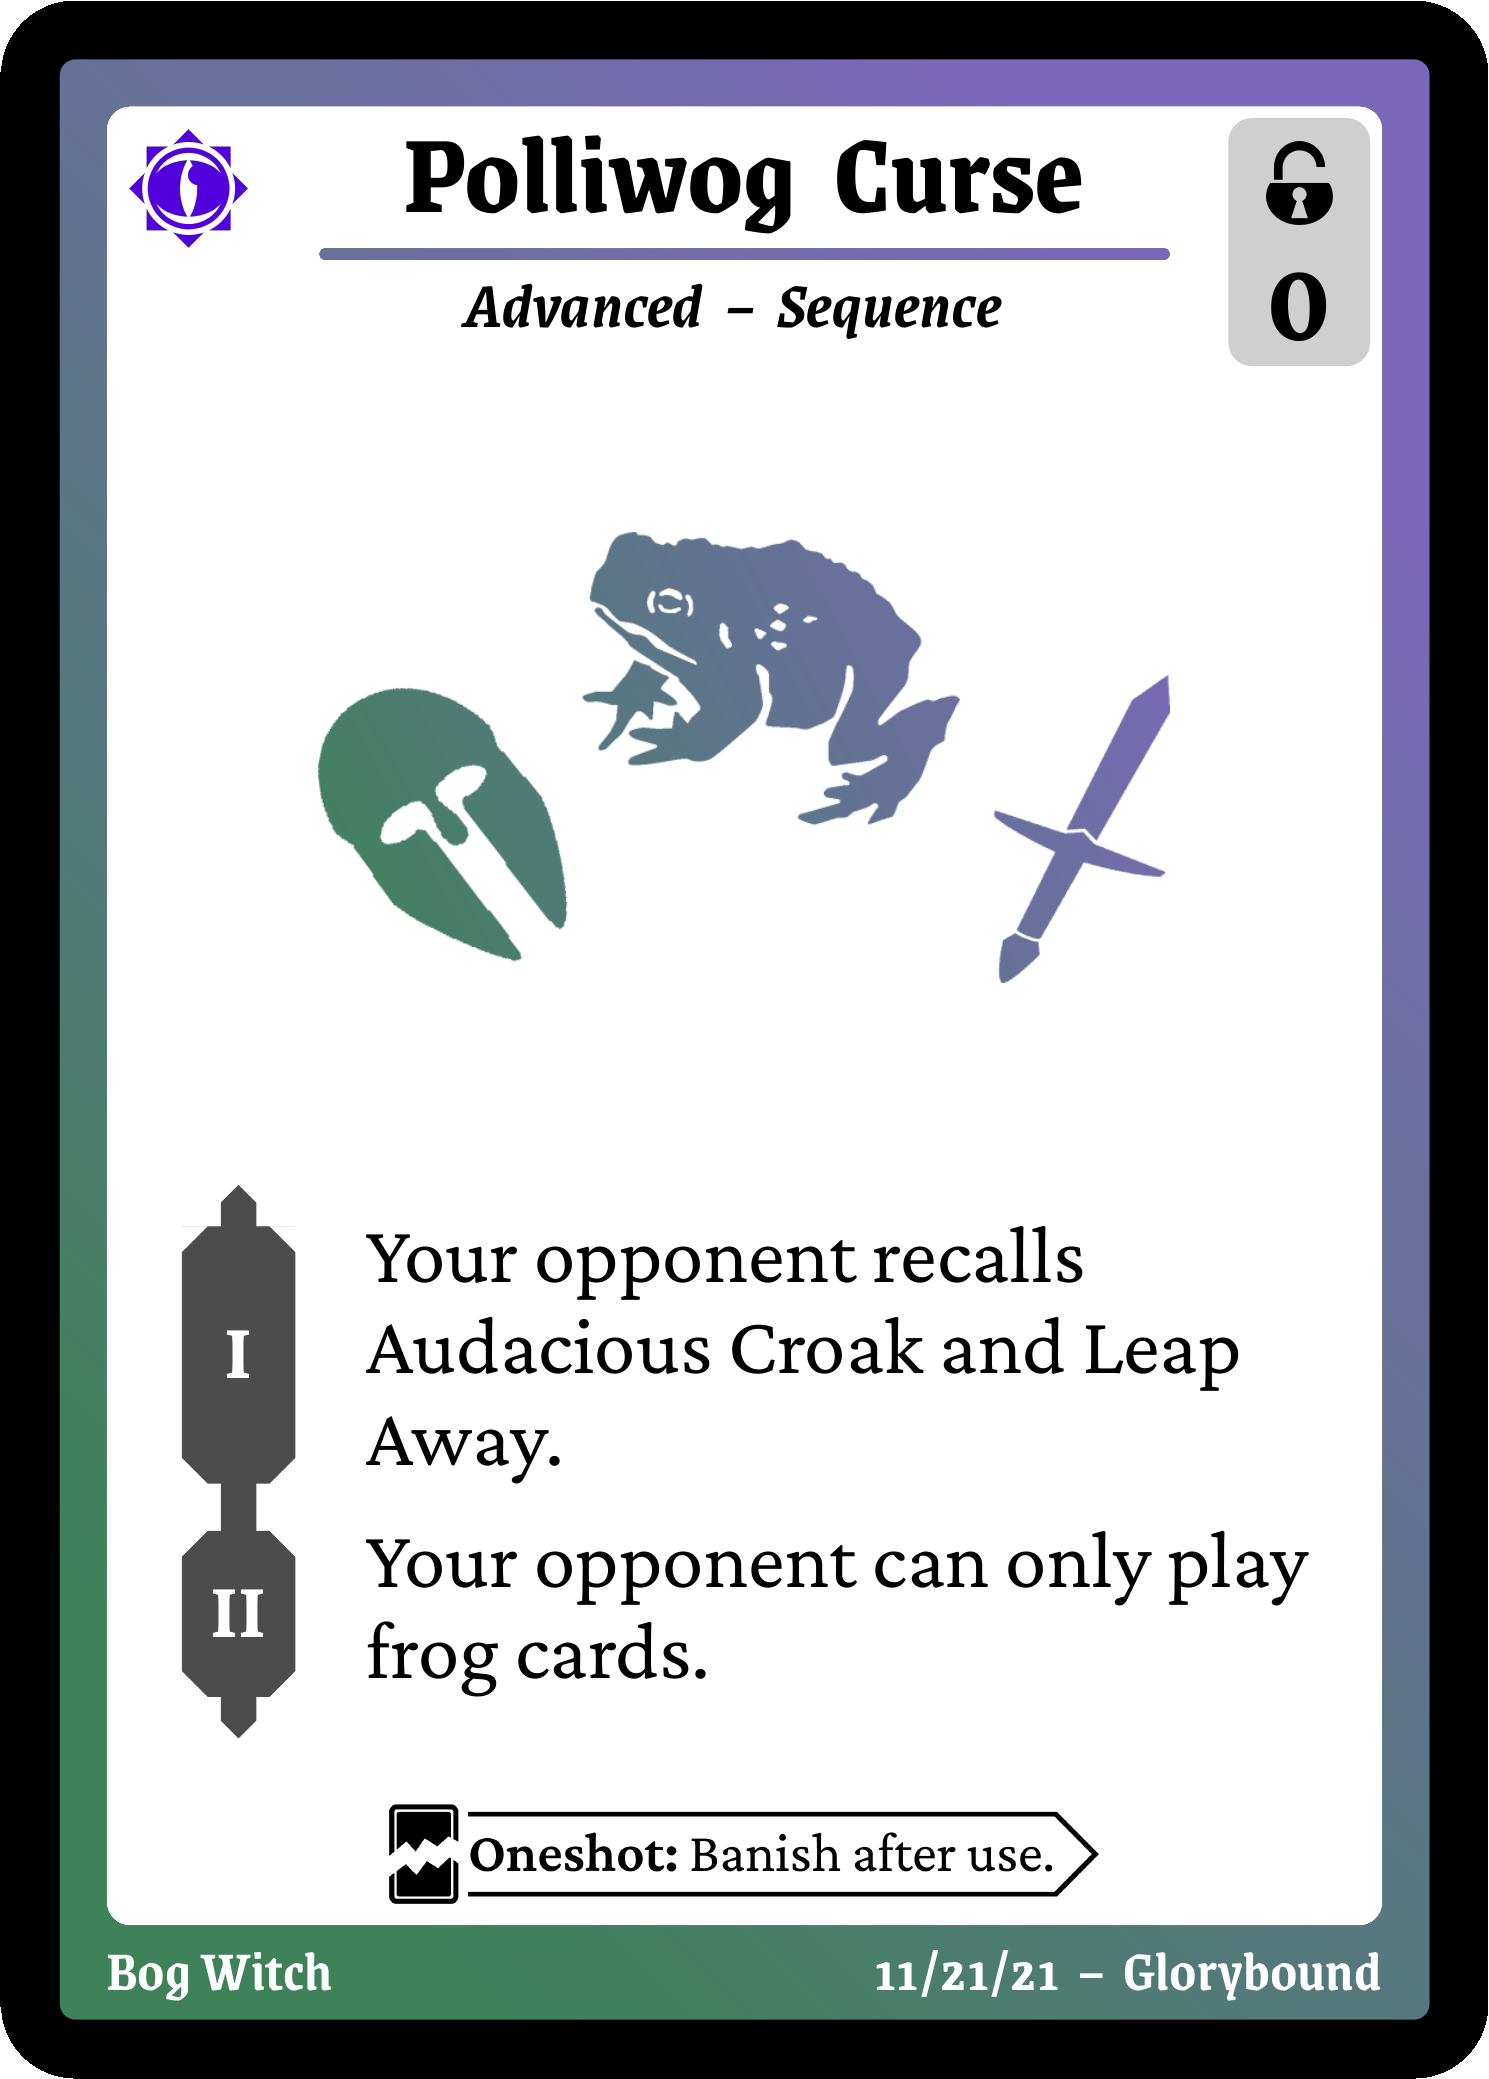 Polliwog Curse
Advanced – Sequence
0
I
Your opponent recalls
Audacious Croak and Leap
Away.
II
Your opponent can only play
frog cards.
Oneshot: Banish after use.
Bog Witch
11/21/21 – Glorybound